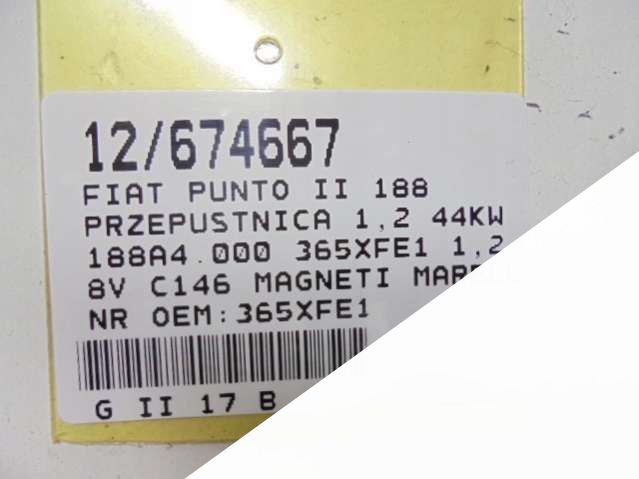 12/674667
FIAT PUNTO II 188
PRZEPUSTNICA 1,2 44KW
188A4.000 365XFE1 1,2
8V C146 MAGNETI
NR OEM:365XFE1
G II 17 B